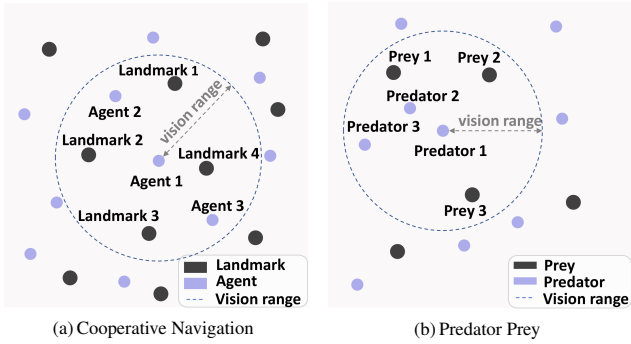 Landmark 1
Agent 2
vision range
Landmark 2
Landmark 4
Agent 1
Agent 3
Landmark 3
Landmark
Agent
Vision range
(a) Cooperative Navigation
Prey 1
Prey 2
Predator 2
vision range
Predator 3
Predator 1
Prey 3
Prey
Predator
Vision range
(b) Predator Prey